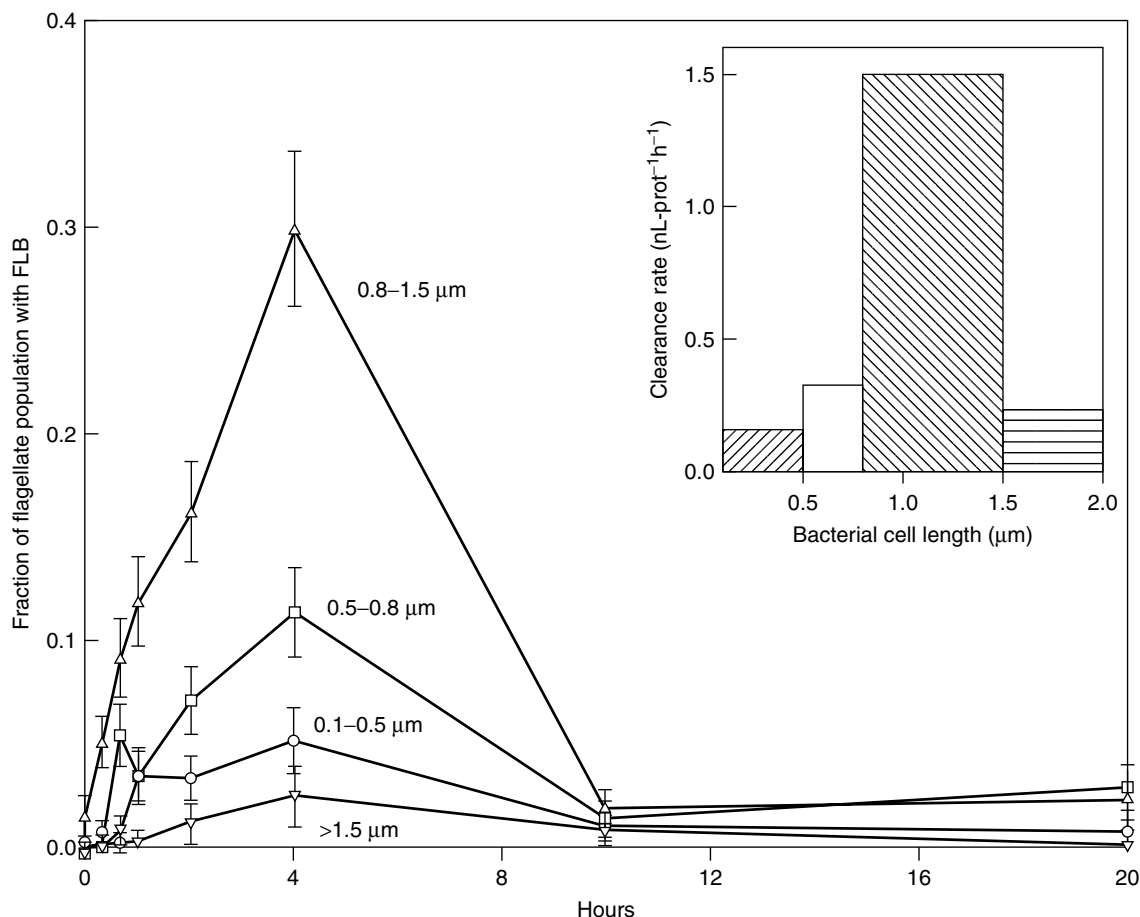 0.4
0.3
0.2
0.1
0.0
Fraction of flagellate population with FLB
0
4
8
12
16
20
Hours
0.8–1.5 μm
0.5–0.8 μm
0.1–0.5 μm
>1.5 μm
1.5
1.0
0.5
0.0
Clearance rate (nL-prot⁻¹h⁻¹)
0.5
1.0
1.5
2.0
Bacterial cell length (μm)